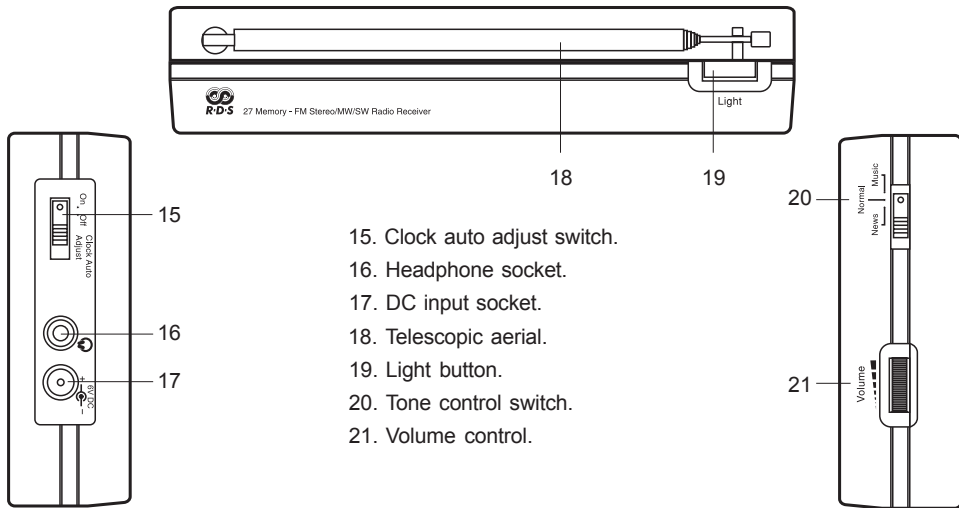 Light
R·D·S 27 Memory - FM Stereo/MW/SW Radio Receiver
18
19
On · Off
Clock Auto
Adjust
15
16
17
6V DC
+
−
15. Clock auto adjust switch.
16. Headphone socket.
17. DC input socket.
18. Telescopic aerial.
19. Light button.
20. Tone control switch.
21. Volume control.
20
Music
Normal
News
21
Volume